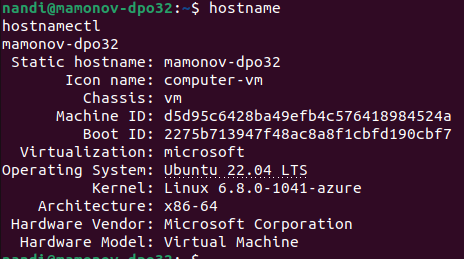 nandi@mamonov-dpo32:~$ hostname
hostnamectl
mamonov-dpo32
Static hostname: mamonov-dpo32
Icon name: computer-vm
Chassis: vm
Machine ID: d5d95c6428ba49efb4c576418984524a
Boot ID: 2275b713947f48ac8a8f1cbfd190cbf7
Virtualization: microsoft
Operating System: Ubuntu 22.04 LTS
Kernel: Linux 6.8.0-1041-azure
Architecture: x86-64
Hardware Vendor: Microsoft Corporation
Hardware Model: Virtual Machine
nandi@mamonov-dpo32:~$